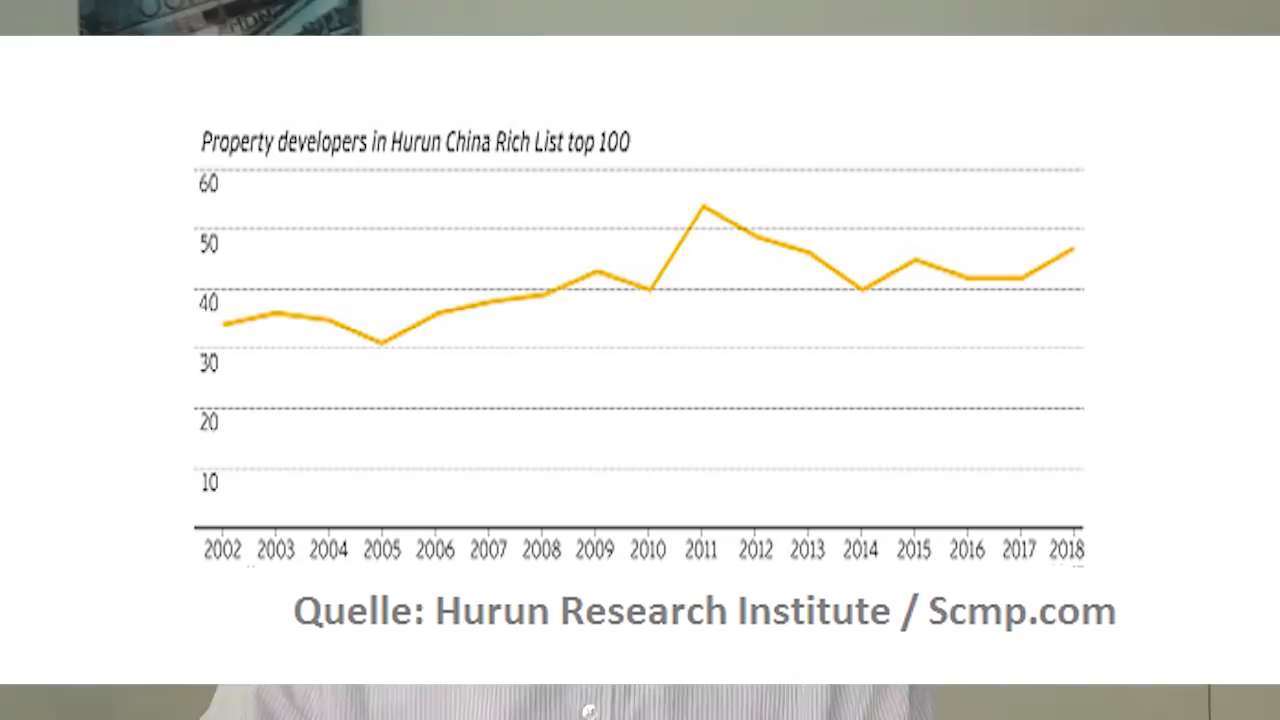 Property developers in Hurun China Rich List top 100
60
50
40
30
20
10
2002 2003 2004 2005 2006 2007 2008 2009 2010 2011 2012 2013 2014 2015 2016 2017 2018
Quelle: Hurun Research Institute / Scmp.com